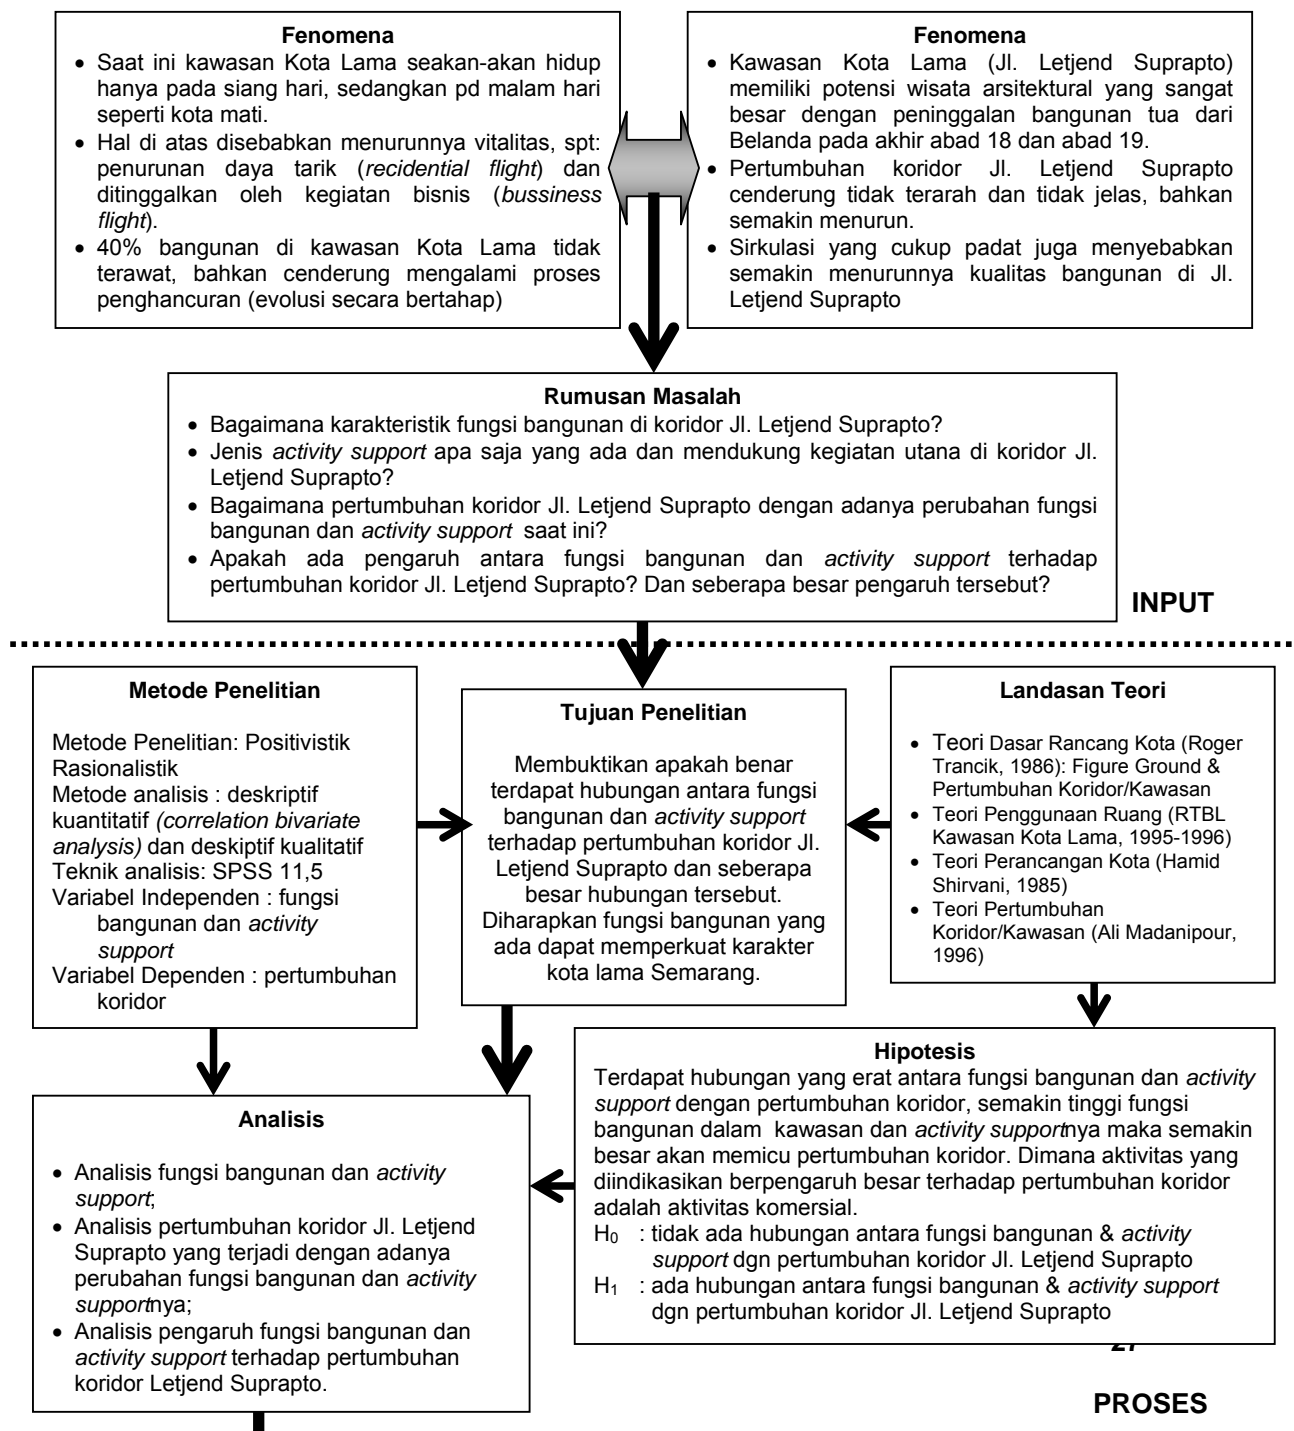 Fenomena
• Saat ini kawasan Kota Lama seakan-akan hidup
hanya pada siang hari, sedangkan pd malam hari
seperti kota mati.
• Hal di atas disebabkan menurunnya vitalitas, spt:
penurunan daya tarik (recidential flight) dan
ditinggalkan oleh kegiatan bisnis (bussiness
flight).
• 40% bangunan di kawasan Kota Lama tidak
terawat, bahkan cenderung mengalami proses
penghancuran (evolusi secara bertahap)
Fenomena
• Kawasan Kota Lama (Jl. Letjend Suprapto)
memiliki potensi wisata arsitektural yang sangat
besar dengan peninggalan bangunan tua dari
Belanda pada akhir abad 18 dan abad 19.
• Pertumbuhan koridor Jl. Letjend Suprapto
cenderung tidak terarah dan tidak jelas, bahkan
semakin menurun.
• Sirkulasi yang cukup padat juga menyebabkan
semakin menurunnya kualitas bangunan di Jl.
Letjend Suprapto
Rumusan Masalah
• Bagaimana karakteristik fungsi bangunan di koridor Jl. Letjend Suprapto?
• Jenis activity support apa saja yang ada dan mendukung kegiatan utana di koridor Jl.
Letjend Suprapto?
• Bagaimana pertumbuhan koridor Jl. Letjend Suprapto dengan adanya perubahan fungsi
bangunan dan activity support saat ini?
• Apakah ada pengaruh antara fungsi bangunan dan activity support terhadap
pertumbuhan koridor Jl. Letjend Suprapto? Dan seberapa besar pengaruh tersebut?
INPUT
Metode Penelitian
Metode Penelitian: Positivistik
Rasionalistik
Metode analisis : deskriptif
kuantitatif (correlation bivariate
analysis) dan deskiptif kualitatif
Teknik analisis: SPSS 11,5
Variabel Independen : fungsi
bangunan dan activity
support
Variabel Dependen : pertumbuhan
koridor
Tujuan Penelitian
Membuktikan apakah benar
terdapat hubungan antara fungsi
bangunan dan activity support
terhadap pertumbuhan koridor Jl.
Letjend Suprapto dan seberapa
besar hubungan tersebut.
Diharapkan fungsi bangunan yang
ada dapat memperkuat karakter
kota lama Semarang.
Landasan Teori
• Teori Dasar Rancang Kota (Roger
Trancik, 1986): Figure Ground &
Pertumbuhan Koridor/Kawasan
• Teori Penggunaan Ruang (RTBL
Kawasan Kota Lama, 1995-1996)
• Teori Perancangan Kota (Hamid
Shirvani, 1985)
• Teori Pertumbuhan
Koridor/Kawasan (Ali Madanipour,
1996)
Hipotesis
Terdapat hubungan yang erat antara fungsi bangunan dan activity
support dengan pertumbuhan koridor, semakin tinggi fungsi
bangunan dalam kawasan dan activity supportnya maka semakin
besar akan memicu pertumbuhan koridor. Dimana aktivitas yang
diindikasikan berpengaruh besar terhadap pertumbuhan koridor
adalah aktivitas komersial.
H₀ : tidak ada hubungan antara fungsi bangunan & activity
support dgn pertumbuhan koridor Jl. Letjend Suprapto
H₁ : ada hubungan antara fungsi bangunan & activity support
dgn pertumbuhan koridor Jl. Letjend Suprapto
Analisis
• Analisis fungsi bangunan dan activity
support;
• Analisis pertumbuhan koridor Jl. Letjend
Suprapto yang terjadi dengan adanya
perubahan fungsi bangunan dan activity
supportnya;
• Analisis pengaruh fungsi bangunan dan
activity support terhadap pertumbuhan
koridor Letjend Suprapto.
PROSES